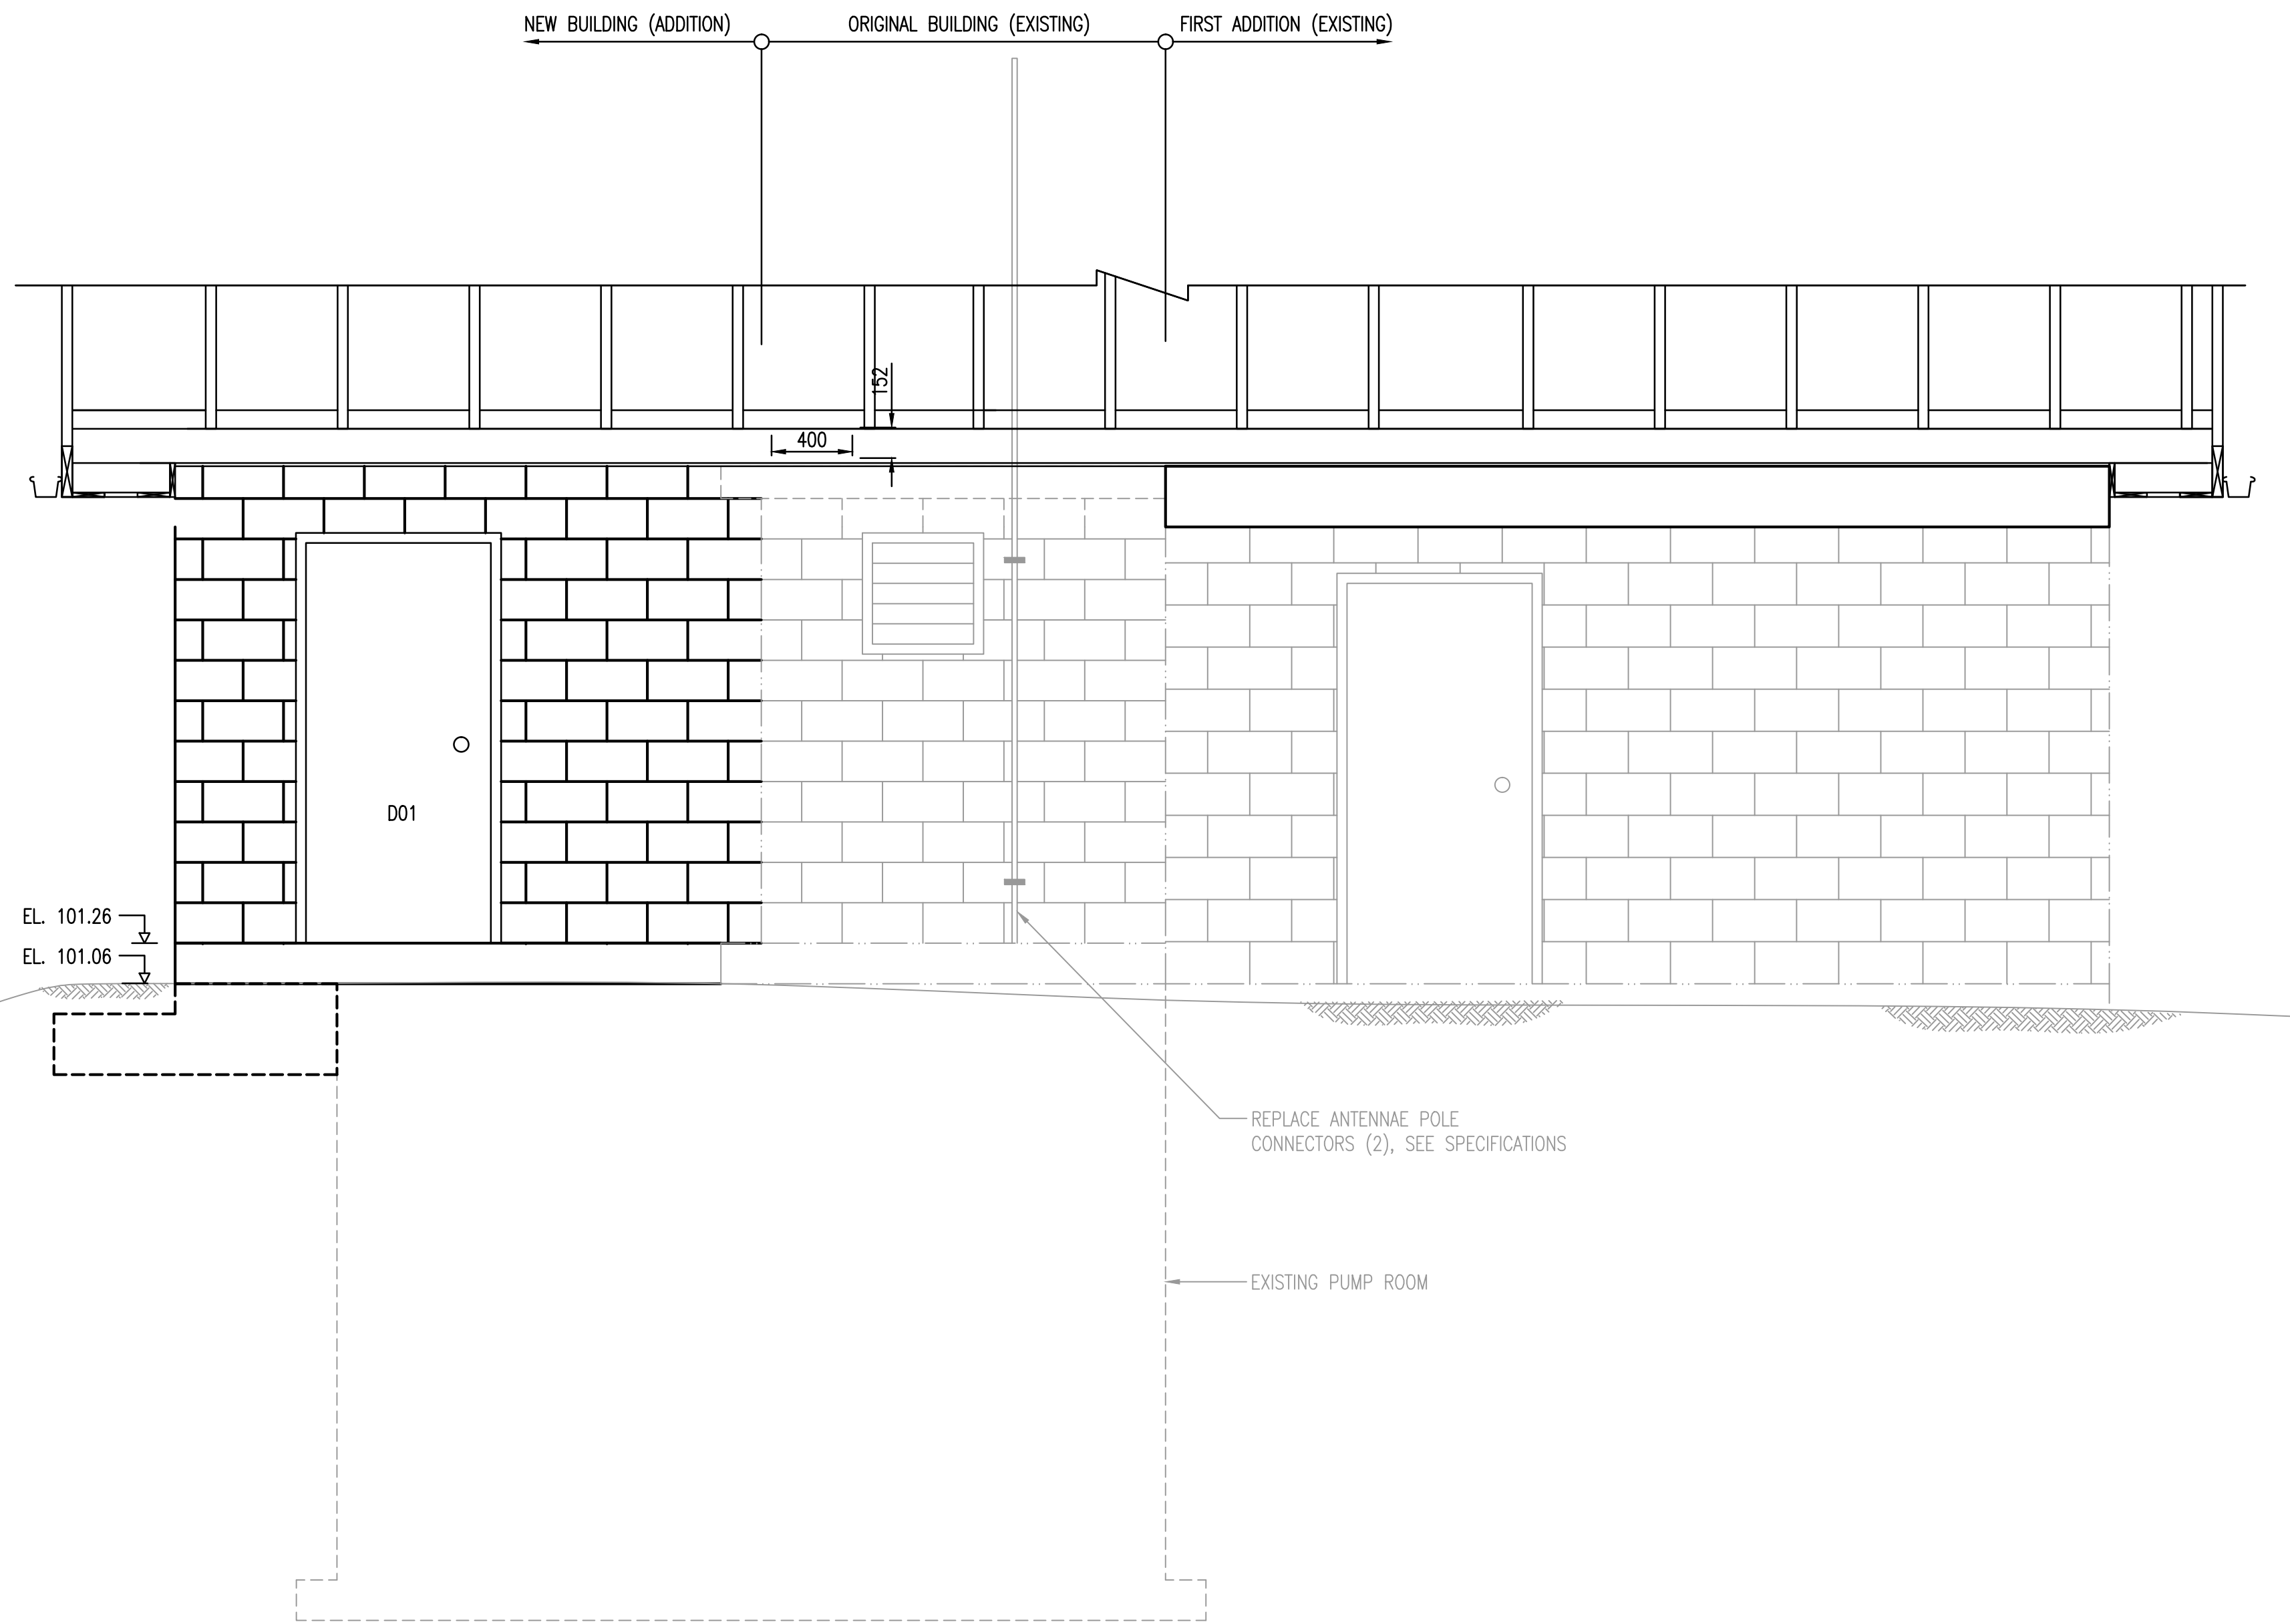 NEW BUILDING (ADDITION)
ORIGINAL BUILDING (EXISTING)
FIRST ADDITION (EXISTING)
152
400
D01
EL. 101.26
EL. 101.06
REPLACE ANTENNAE POLE
CONNECTORS (2), SEE SPECIFICATIONS
EXISTING PUMP ROOM